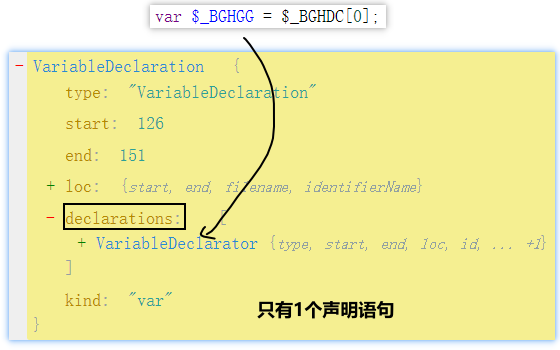 var $_BGHGG = $_BGHDC[0];
- VariableDeclaration {
type: "VariableDeclaration"
start: 126
end: 151
+ loc: {start, end, filename, identifierName}
- declarations: [
+ VariableDeclarator {type, start, end, loc, id, ... +1}
]
kind: "var"
只有1个声明语句
}